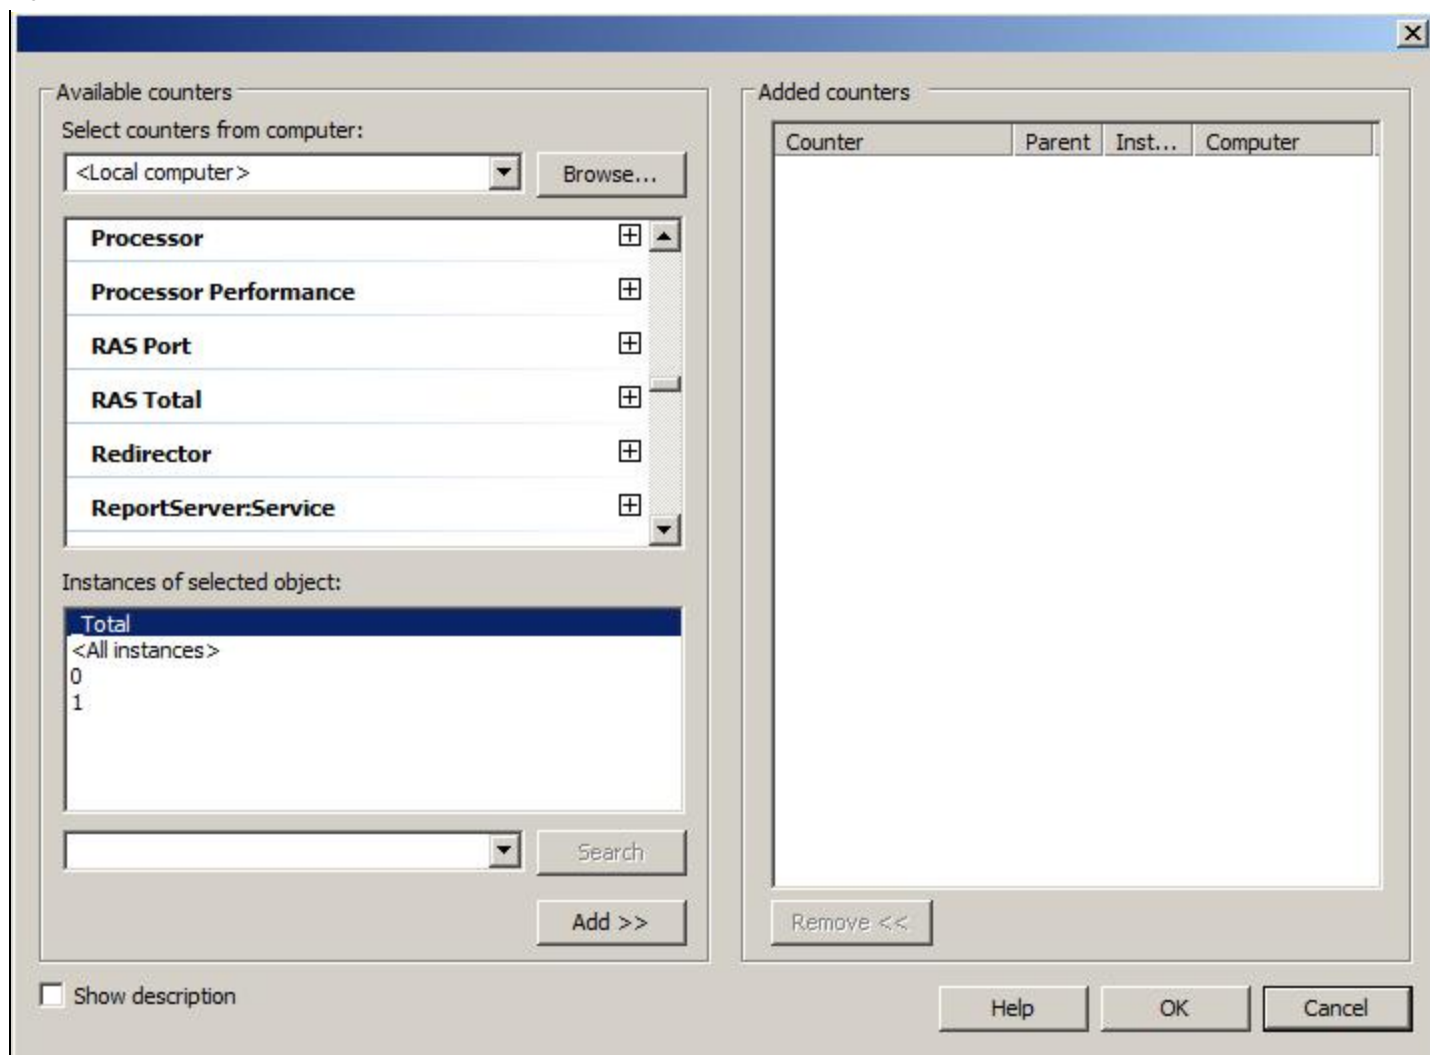 Available counters
Select counters from computer:
<Local computer>
Browse...
Processor
Processor Performance
RAS Port
RAS Total
Redirector
ReportServer:Service
Instances of selected object:
_Total
<All instances>
0
1
Search
Add >>
Show description
Added counters
Counter Parent Inst... Computer
Remove <<
Help OK Cancel